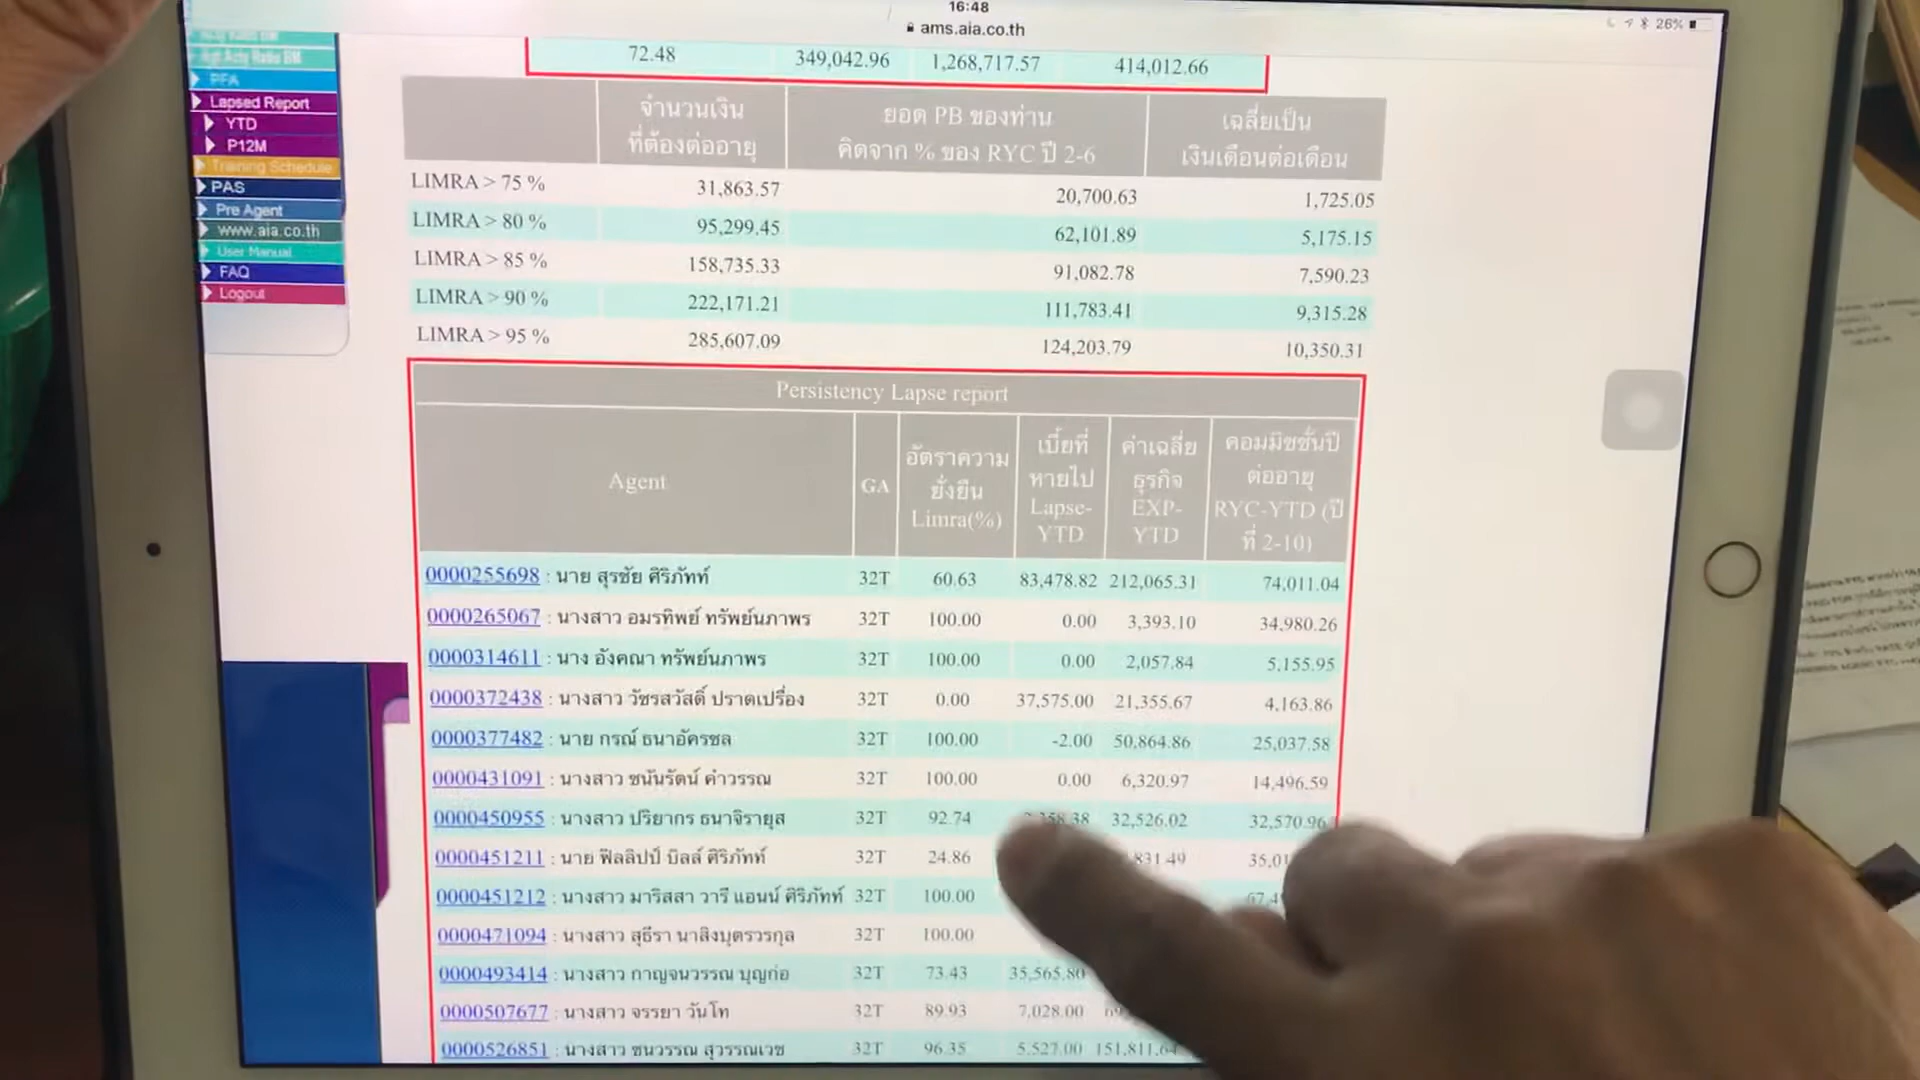 16:48
ams.aia.co.th
26%
PFA
Lapsed Report
YTD
P12M
Training Schedule
PAS
Pre Agent
www.aia.co.th
User Manual
FAQ
Logout
72.48 349,042.96 1,268,717.57 414,012.66
จำนวนเงิน
ที่ต้องต่ออายุ
ยอด PB ของท่าน
คิดจาก % ของ RYC ปี 2-6
เฉลี่ยเป็น
เงินเดือนต่อเดือน
LIMRA > 75 % 31,863.57 20,700.63 1,725.05
LIMRA > 80 % 95,299.45 62,101.89 5,175.15
LIMRA > 85 % 158,735.33 91,082.78 7,590.23
LIMRA > 90 % 222,171.21 111,783.41 9,315.28
LIMRA > 95 % 285,607.09 124,203.79 10,350.31
Persistency Lapse report
Agent
GA
อัตราความ
ยั่งยืน
Limra(%)
เบี้ยที่
หายไป
Lapse-
YTD
ค่าเฉลี่ย
ธุรกิจ
EXP-
YTD
คอมมิชชั่นปี
ต่ออายุ
RYC-YTD (ปี
ที่ 2-10)
0000255698 : นาย สุรชัย ศิริภัทท์ 32T 60.63 83,478.82 212,065.31 74,011.04
0000265067 : นางสาว อมรทิพย์ ทรัพย์นภาพร 32T 100.00 0.00 3,393.10 34,980.26
0000314611 : นาง อังคณา ทรัพย์นภาพร 32T 100.00 0.00 2,057.84 5,155.95
0000372438 : นางสาว วัชรสวัสดิ์ ปราดเปรื่อง 32T 0.00 37,575.00 21,355.67 4,163.86
0000377482 : นาย กรณ์ ธนาอัครชล 32T 100.00 -2.00 50,864.86 25,037.58
0000431091 : นางสาว ชนันรัตน์ คำวรรณ 32T 100.00 0.00 6,320.97 14,496.59
0000450955 : นางสาว ปริยากร ธนาจิรายุส 32T 92.74 32,526.02 32,570.96
0000451211 : นาย ฟิลลิปป์ บิลล์ ศิริภัทท์ 32T 24.86
0000451212 : นางสาว มาริสสา วารี แอนน์ ศิริภัทท์ 32T 100.00
0000471094 : นางสาว สุธีรา นาสิงบุตรวรกุล 32T 100.00
0000493414 : นางสาว กาญจนวรรณ บุญก่อ 32T 73.43 35,565.80
0000507677 : นางสาว จรรยา วันโท 32T 89.93 7,028.00
0000526851 : นางสาว ชนวรรณ สุวรรณเวช 32T 96.35 5,527.00 151,811.64